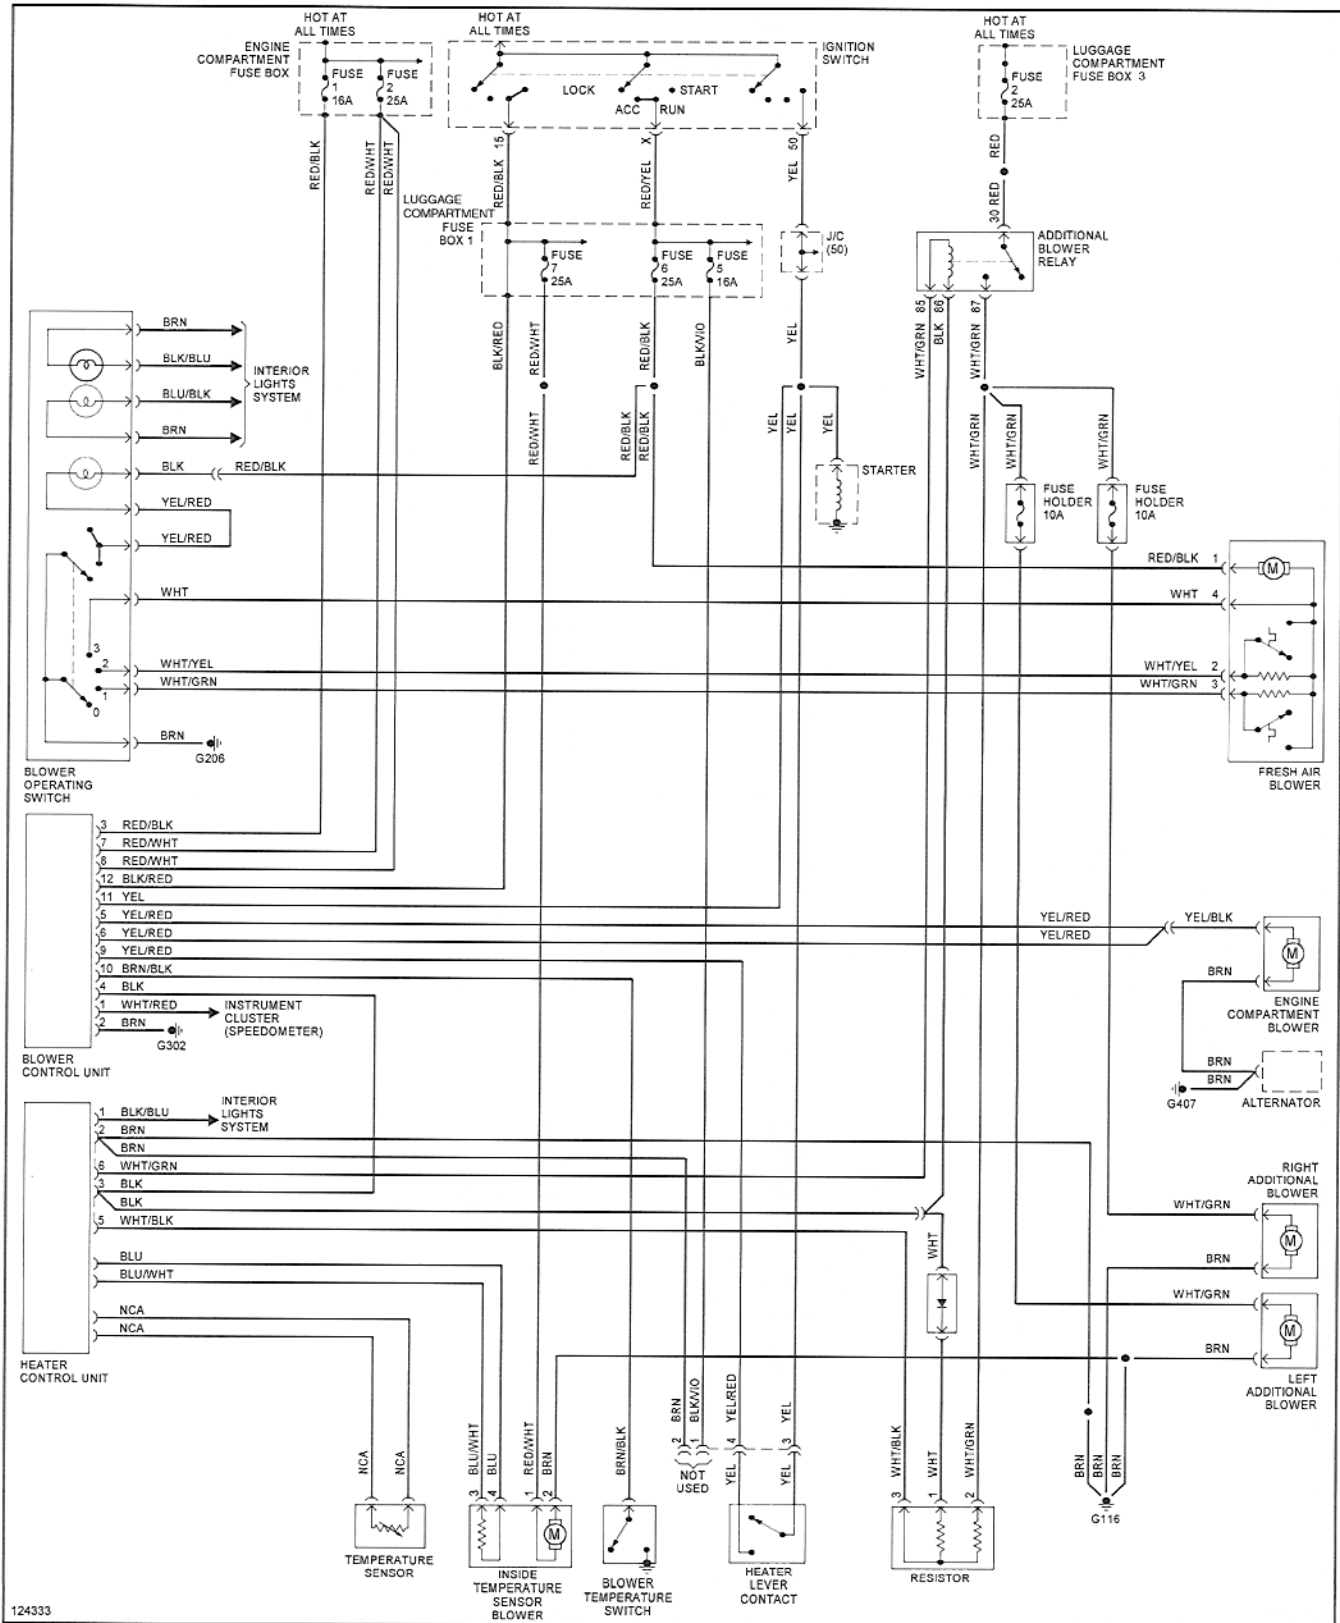 HOT AT
ALL TIMES
ENGINE
COMPARTMENT
FUSE BOX
FUSE
1
16A
FUSE
2
25A
HOT AT
ALL TIMES
IGNITION
SWITCH
LOCK
START
ACC
RUN
HOT AT
ALL TIMES
LUGGAGE
COMPARTMENT
FUSE BOX 3
FUSE
2
25A
RED/BLK
RED/WHT
RED/WHT
RED/BLK 15
RED/YEL X
YEL 50
RED
30 RED
LUGGAGE
COMPARTMENT
FUSE
BOX 1
FUSE
7
25A
FUSE
6
25A
FUSE
5
16A
J/C
(50)
ADDITIONAL
BLOWER
RELAY
WHT/GRN 85
BLK 86
WHT/GRN 87
BLK/RED
RED/WHT
RED/BLK
BLK/VIO
YEL
RED/WHT
RED/BLK
RED/BLK
YEL
YEL
YEL
WHT/GRN
WHT/GRN
WHT/GRN
STARTER
FUSE
HOLDER
10A
FUSE
HOLDER
10A
BRN
BLK/BLU
BLU/BLK
BRN
INTERIOR
LIGHTS
SYSTEM
BLK
RED/BLK
YEL/RED
YEL/RED
WHT
3
2
WHT/YEL
WHT/GRN
1
0
BRN
G206
BLOWER
OPERATING
SWITCH
RED/BLK 1
M
WHT 4
WHT/YEL 2
WHT/GRN 3
FRESH AIR
BLOWER
3 RED/BLK
7 RED/WHT
8 RED/WHT
12 BLK/RED
11 YEL
5 YEL/RED
6 YEL/RED
9 YEL/RED
10 BRN/BLK
4 BLK
1 WHT/RED
2 BRN
INSTRUMENT
CLUSTER
(SPEEDOMETER)
G302
BLOWER
CONTROL UNIT
YEL/RED
YEL/RED
YEL/BLK
M
BRN
ENGINE
COMPARTMENT
BLOWER
BRN
BRN
G407
ALTERNATOR
INTERIOR
LIGHTS
SYSTEM
1 BLK/BLU
2 BRN
BRN
6 WHT/GRN
3 BLK
BLK
5 WHT/BLK
BLU
BLU/WHT
NCA
NCA
HEATER
CONTROL UNIT
WHT
RIGHT
ADDITIONAL
BLOWER
WHT/GRN
M
BRN
WHT/GRN
M
BRN
LEFT
ADDITIONAL
BLOWER
NCA
NCA
BLU/WHT 3
BLU 4
RED/WHT 1
BRN 2
BRN/BLK
BRN 2
BLK/VIO 1
YEL/RED 4
YEL 3
NOT
USED
YEL
YEL
WHT/BLK 3
WHT 1
WHT/GRN 2
BRN
BRN
BRN
G116
M
TEMPERATURE
SENSOR
INSIDE
TEMPERATURE
SENSOR
BLOWER
BLOWER
TEMPERATURE
SWITCH
HEATER
LEVER
CONTACT
RESISTOR
124333